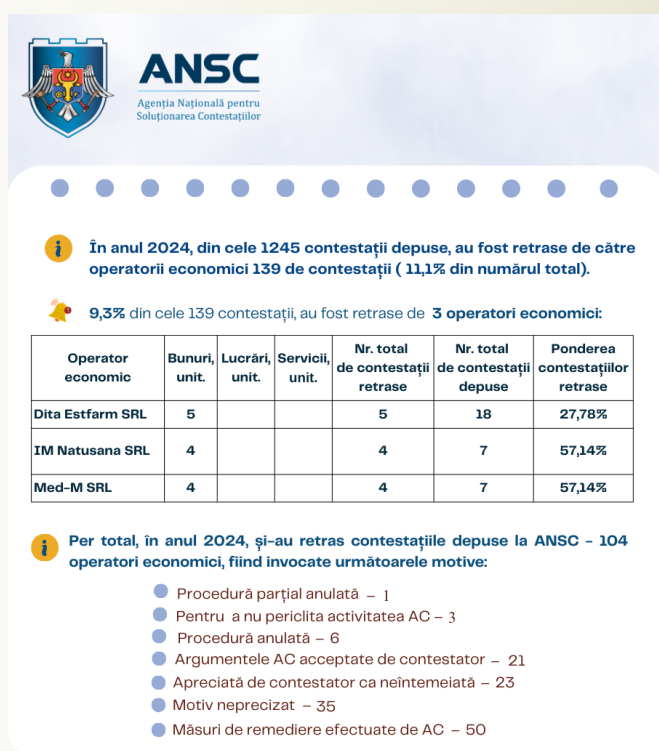 ANSC
Agenția Națională pentru
Soluționarea Contestațiilor
În anul 2024, din cele 1245 contestații depuse, au fost retrase de către
operatorii economici 139 de contestații ( 11,1% din numărul total).
9,3% din cele 139 contestații, au fost retrase de 3 operatori economici:
Operator economic | Bunuri, unit. | Lucrări, unit. | Servicii, unit. | Nr. total de contestații retrase | Nr. total de contestații depuse | Ponderea contestațiilor retrase
Dita Estfarm SRL | 5 | | | 5 | 18 | 27,78%
IM Natusana SRL | 4 | | | 4 | 7 | 57,14%
Med-M SRL | 4 | | | 4 | 7 | 57,14%
Per total, în anul 2024, și-au retras contestațiile depuse la ANSC - 104
operatori economici, fiind invocate următoarele motive:
Procedură parțial anulată – 1
Pentru a nu periclita activitatea AC – 3
Procedură anulată – 6
Argumentele AC acceptate de contestator – 21
Apreciată de contestator ca neîntemeiată – 23
Motiv neprecizat – 35
Măsuri de remediere efectuate de AC – 50